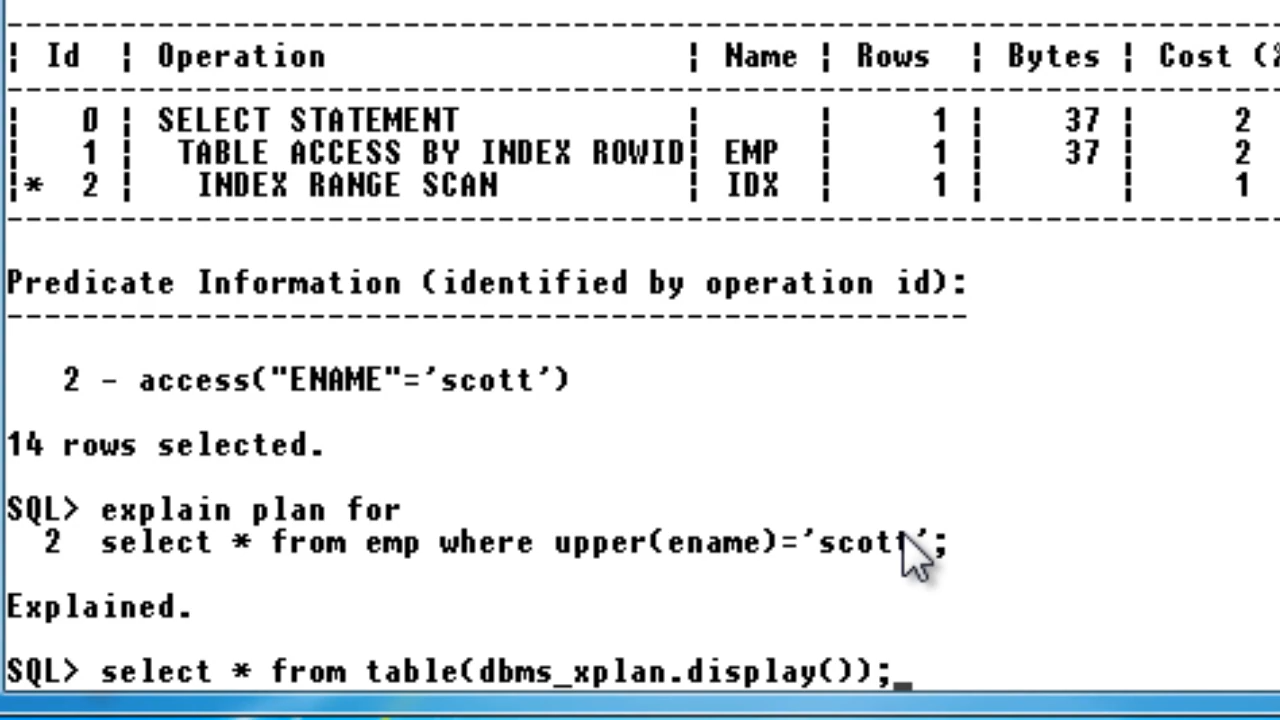 --------------------------------------------------------------------
| Id | Operation | Name | Rows | Bytes | Cost (%
--------------------------------------------------------------------
| 0 | SELECT STATEMENT | | 1 | 37 | 2
| 1 | TABLE ACCESS BY INDEX ROWID| EMP | 1 | 37 | 2
|* 2 | INDEX RANGE SCAN | IDX | 1 | | 1
--------------------------------------------------------------------
Predicate Information (identified by operation id):
---------------------------------------------------
2 - access("ENAME"='scott')
14 rows selected.
SQL> explain plan for
2 select * from emp where upper(ename)='scott';
Explained.
SQL> select * from table(dbms_xplan.display());_